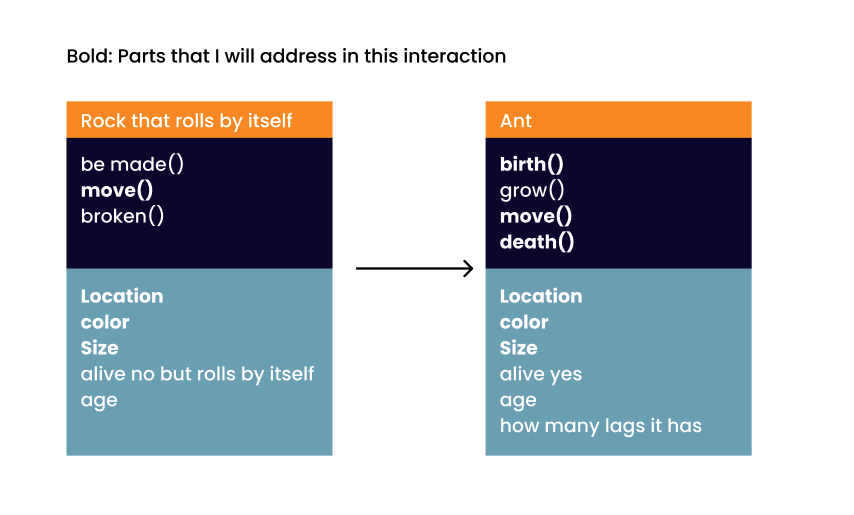 Bold: Parts that I will address in this interaction
Rock that rolls by itself
be made()
move()
broken()
Location
color
Size
alive no but rolls by itself
age
Ant
birth()
grow()
move()
death()
Location
color
Size
alive yes
age
how many lags it has